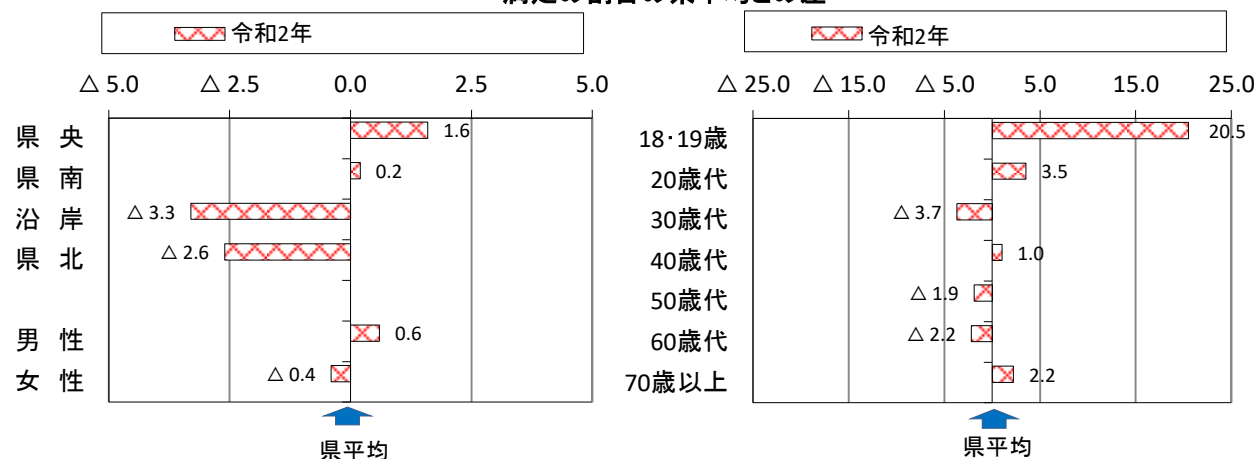 令和2年
△ 5.0 △ 2.5 0.0 2.5 5.0
県 央 1.6
県 南 0.2
沿 岸 △ 3.3
県 北 △ 2.6
男 性 0.6
女 性 △ 0.4
県平均
令和2年
△ 25.0 △ 15.0 △ 5.0 5.0 15.0 25.0
18・19歳 20.5
20歳代 3.5
30歳代 △ 3.7
40歳代 1.0
50歳代 △ 1.9
60歳代 △ 2.2
70歳以上 2.2
県平均